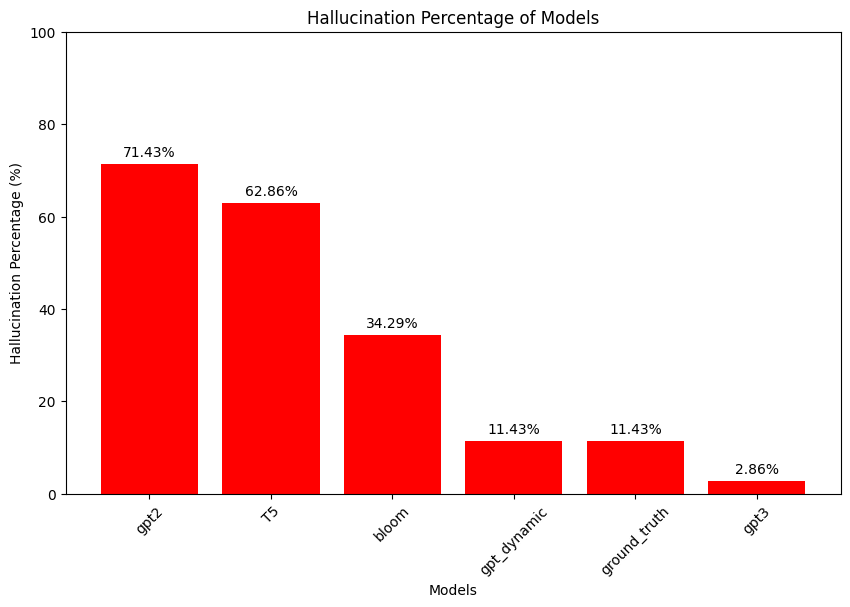 Hallucination Percentage of Models
Hallucination Percentage (%)
100
80
60
40
20
0
71.43%
62.86%
34.29%
11.43%
11.43%
2.86%
gpt2
T5
bloom
gpt_dynamic
ground_truth
gpt3
Models